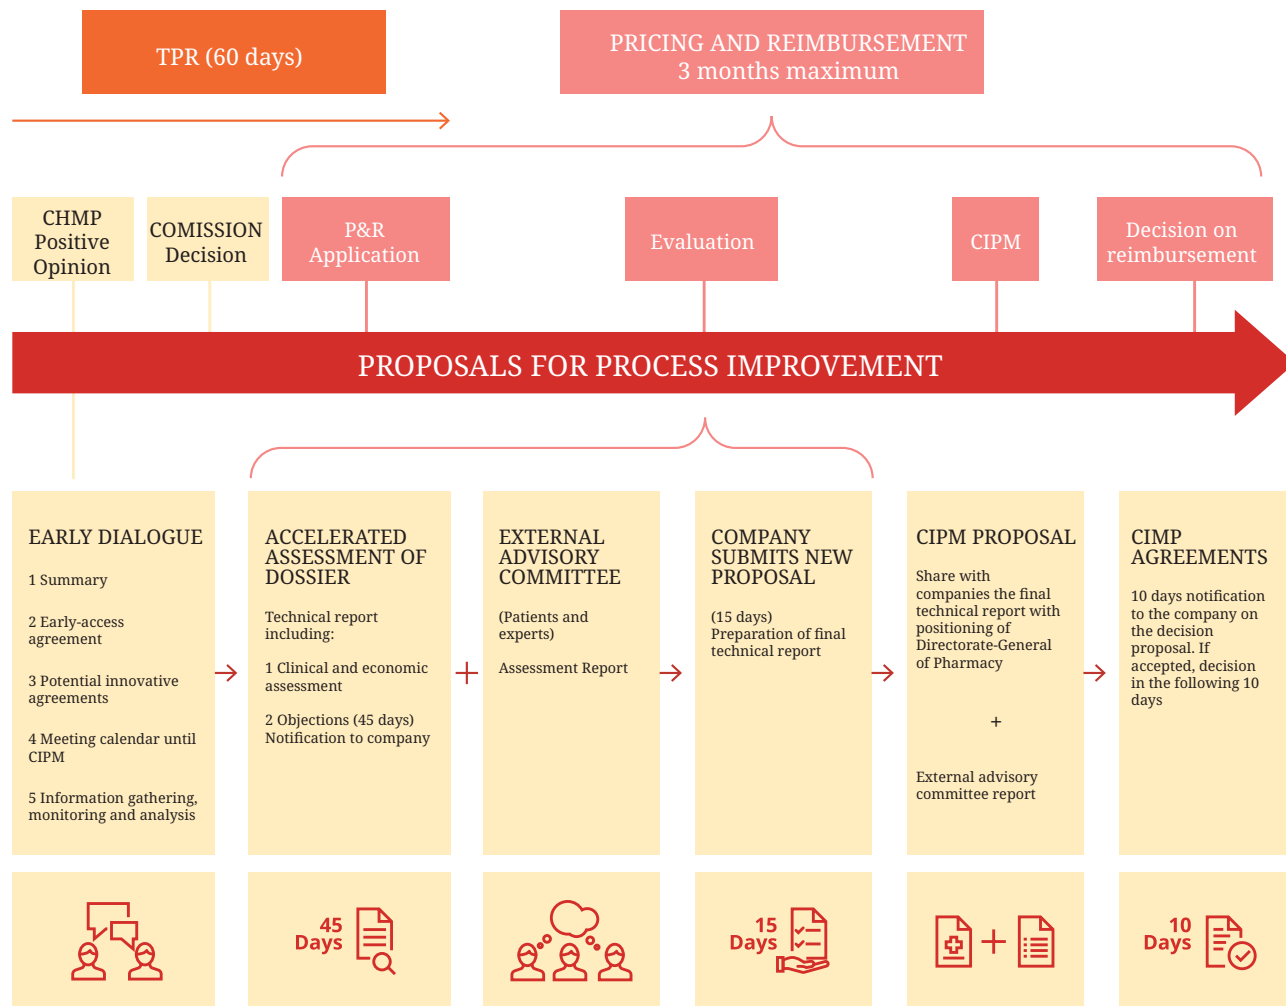 TPR (60 days)
PRICING AND REIMBURSEMENT
3 months maximum
CHMP
Positive
Opinion
COMISSION
Decision
P&R
Application
Evaluation
CIPM
Decision on
reimbursement
PROPOSALS FOR PROCESS IMPROVEMENT
EARLY DIALOGUE
1 Summary
2 Early-access
agreement
3 Potential innovative
agreements
4 Meeting calendar until
CIPM
5 Information gathering,
monitoring and analysis
ACCELERATED
ASSESSMENT OF
DOSSIER
Technical report
including:
1 Clinical and economic
assessment
2 Objections (45 days)
Notification to company
+
EXTERNAL
ADVISORY
COMMITTEE
(Patients and
experts)
Assessment Report
COMPANY
SUBMITS NEW
PROPOSAL
(15 days)
Preparation of final
technical report
CIPM PROPOSAL
Share with
companies the final
technical report with
positioning of
Directorate-General
of Pharmacy
+
External advisory
committee report
CIMP
AGREEMENTS
10 days notification
to the company on
the decision
proposal. If
accepted, decision
in the following 10
days
45
Days
15
Days
+
10
Days